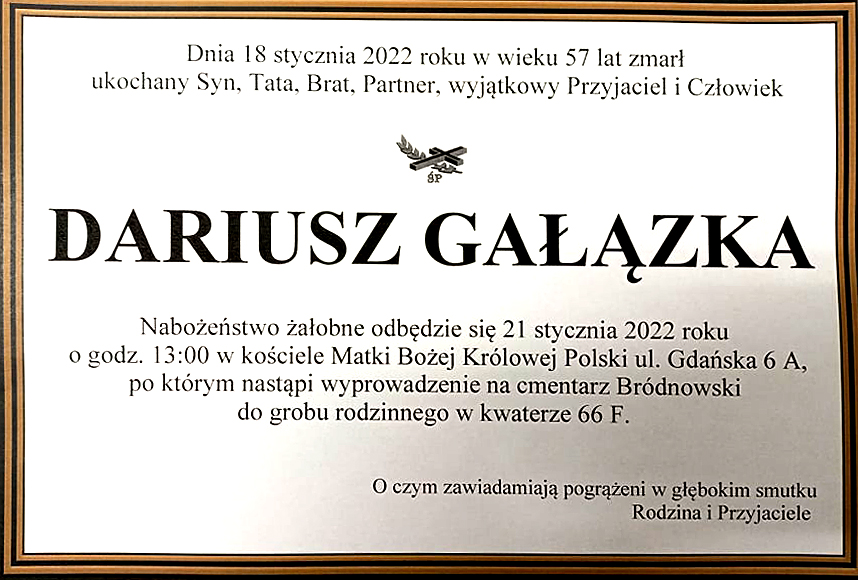 Dnia 18 stycznia 2022 roku w wieku 57 lat zmarł
ukochany Syn, Tata, Brat, Partner, wyjątkowy Przyjaciel i Człowiek
ŚP
DARIUSZ GAŁĄZKA
Nabożeństwo żałobne odbędzie się 21 stycznia 2022 roku
o godz. 13:00 w kościele Matki Bożej Królowej Polski ul. Gdańska 6 A,
po którym nastąpi wyprowadzenie na cmentarz Bródnowski
do grobu rodzinnego w kwaterze 66 F.
O czym zawiadamiają pogrążeni w głębokim smutku
Rodzina i Przyjaciele